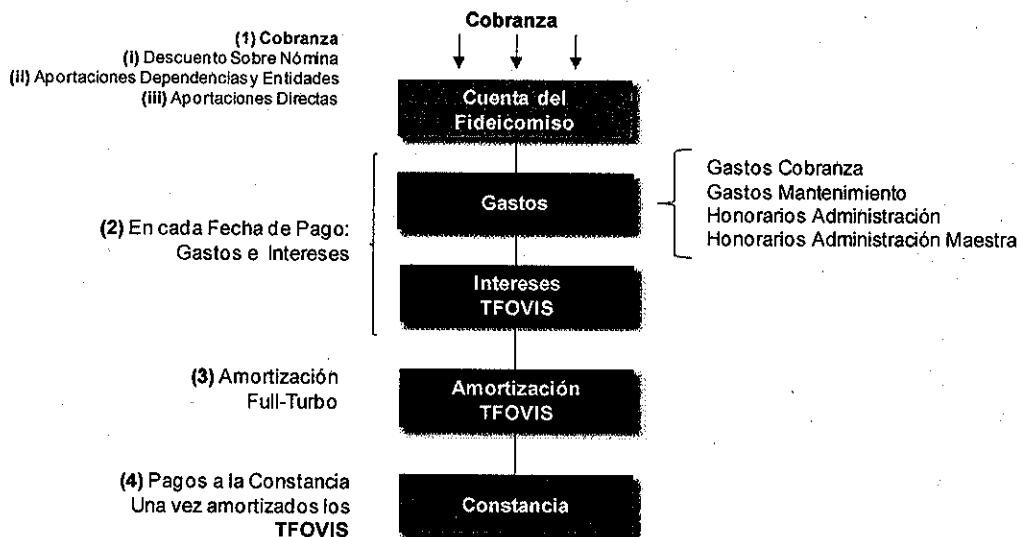 Cobranza
(1) Cobranza
(i) Descuento Sobre Nómina
(ii) Aportaciones Dependencias y Entidades
(iii) Aportaciones Directas
Cuenta del
Fideicomiso
(2) En cada Fecha de Pago:
Gastos e Intereses
Gastos
Gastos Cobranza
Gastos Mantenimiento
Honorarios Administración
Honorarios Administración Maestra
Intereses
TFOVIS
(3) Amortización
Full-Turbo
Amortización
TFOVIS
(4) Pagos a la Constancia
Una vez amortizados los
TFOVIS
Constancia